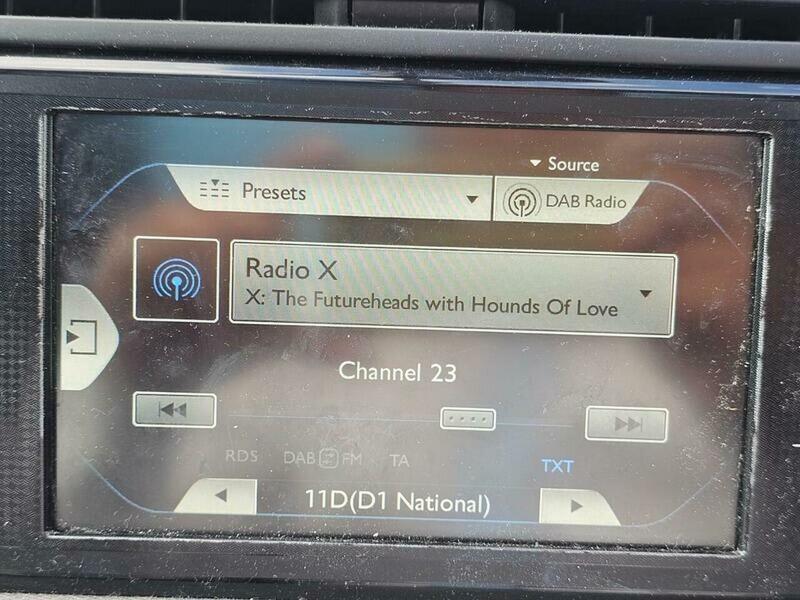 Source
Presets
DAB Radio
Radio X
X: The Futureheads with Hounds Of Love
Channel 23
RDS DAB FM TA TXT
11D(D1 National)